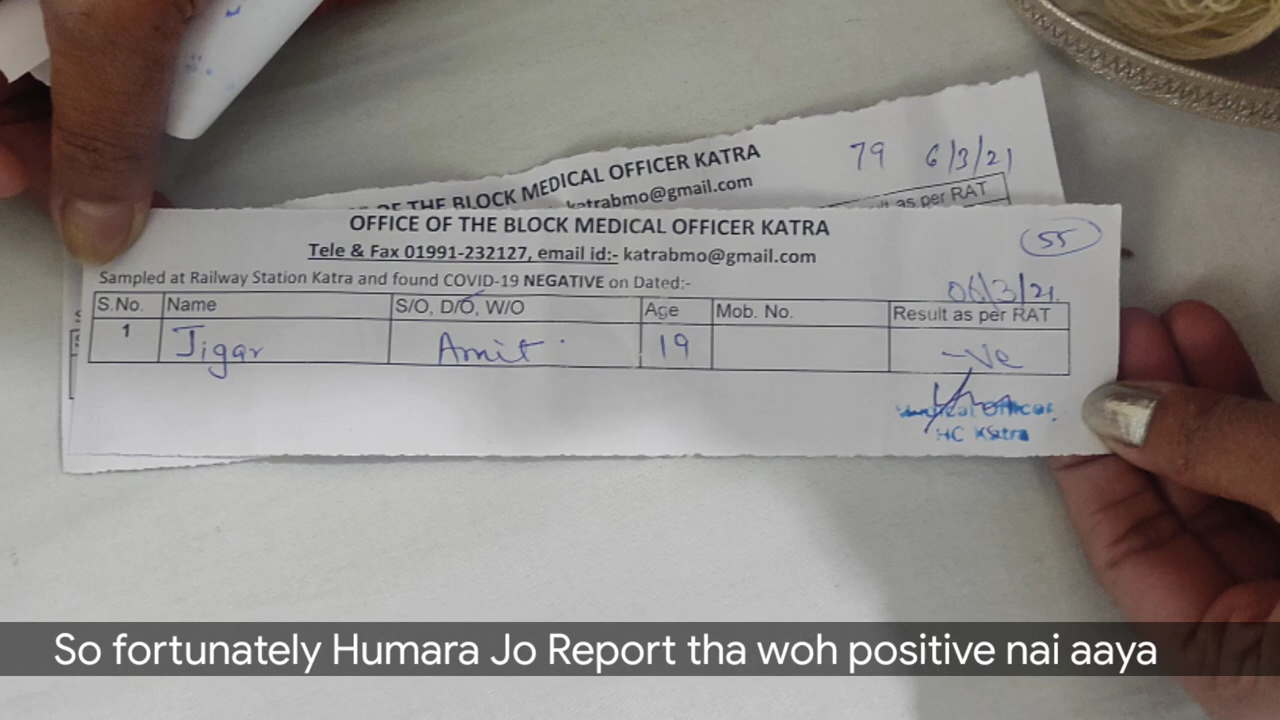 79 6/3/21
OF THE BLOCK MEDICAL OFFICER KATRA
katrabmo@gmail.com
as per RAT
OFFICE OF THE BLOCK MEDICAL OFFICER KATRA
55
Tele & Fax 01991-232127, email id:- katrabmo@gmail.com
Sampled at Railway Station Katra and found COVID-19 NEGATIVE on Dated:- 06/3/21.
S.No. Name S/O, D/O, W/O Age Mob. No. Result as per RAT
1 Jigar Amit 19 -Ve
Medical Officer
HC Katra
So fortunately Humara Jo Report tha woh positive nai aaya